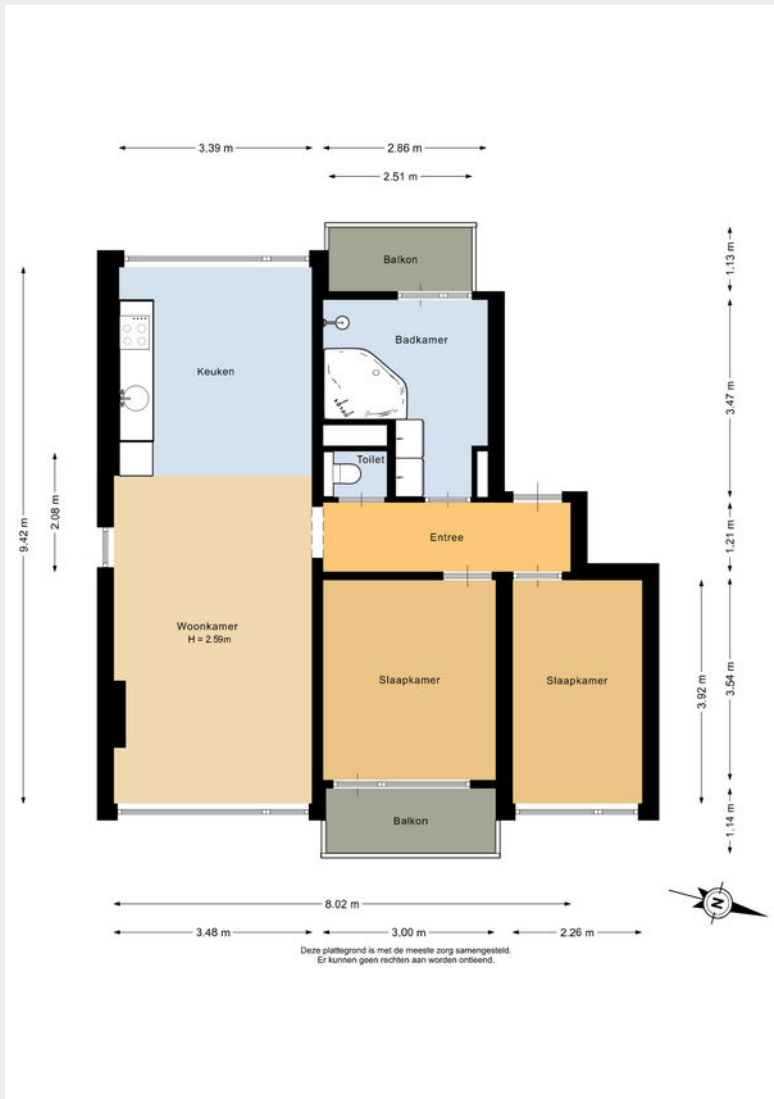 3.39 m
2.86 m
2.51 m
Balkon
1.13 m
Badkamer
Keuken
3.47 m
Toilet
2.08 m
9.42 m
Entree
1.21 m
Woonkamer
H = 2.59m
Slaapkamer
Slaapkamer
3.92 m
3.54 m
Balkon
1.14 m
N
8.02 m
3.48 m
3.00 m
2.26 m
Deze plattegrond is met de meeste zorg samengesteld.
Er kunnen geen rechten aan worden ontleend.